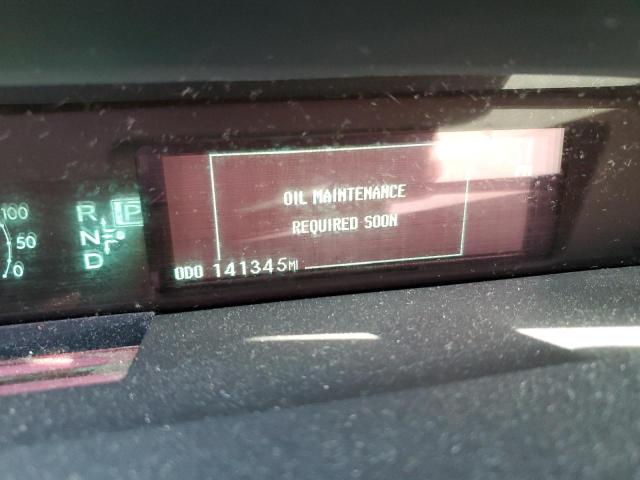 OIL MAINTENANCE
REQUIRED SOON
100
R P
50
N
D
0
ODO 141345MI